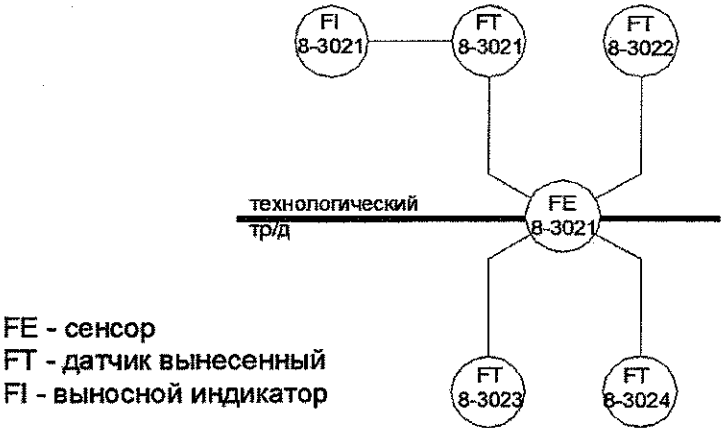 FI
8-3021
FT
8-3021
FT
8-3022
технологический
тр/д
FE
8-3021
FE - сенсор
FT - датчик вынесенный
FI - выносной индикатор
FT
8-3023
FT
8-3024